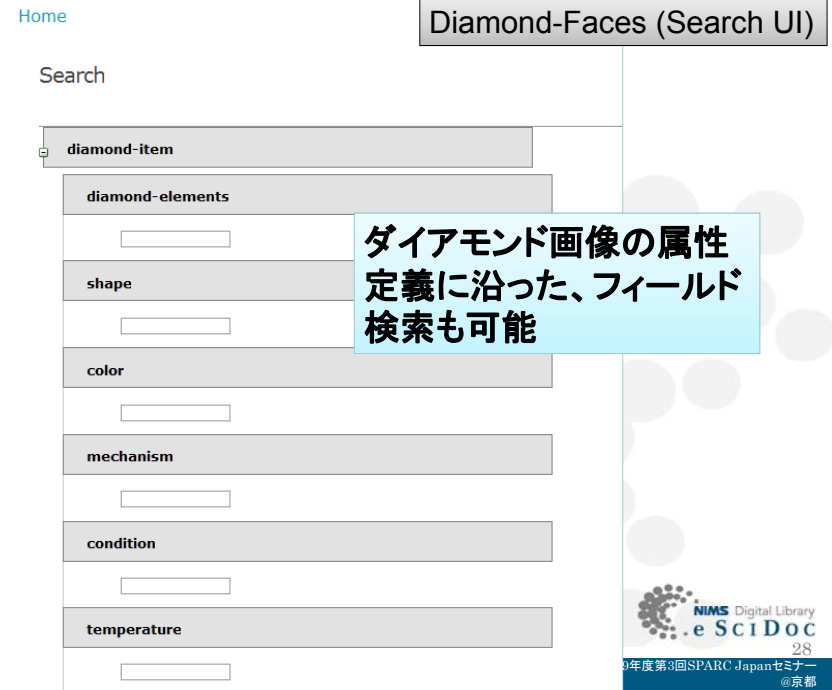 Home
Diamond-Faces (Search UI)
Search
diamond-item
diamond-elements
ダイアモンド画像の属性
定義に沿った、フィールド
検索も可能
shape
color
mechanism
condition
temperature
NIMS Digital Library
e SciDoc
28
9年度第3回SPARC Japanセミナー
@京都